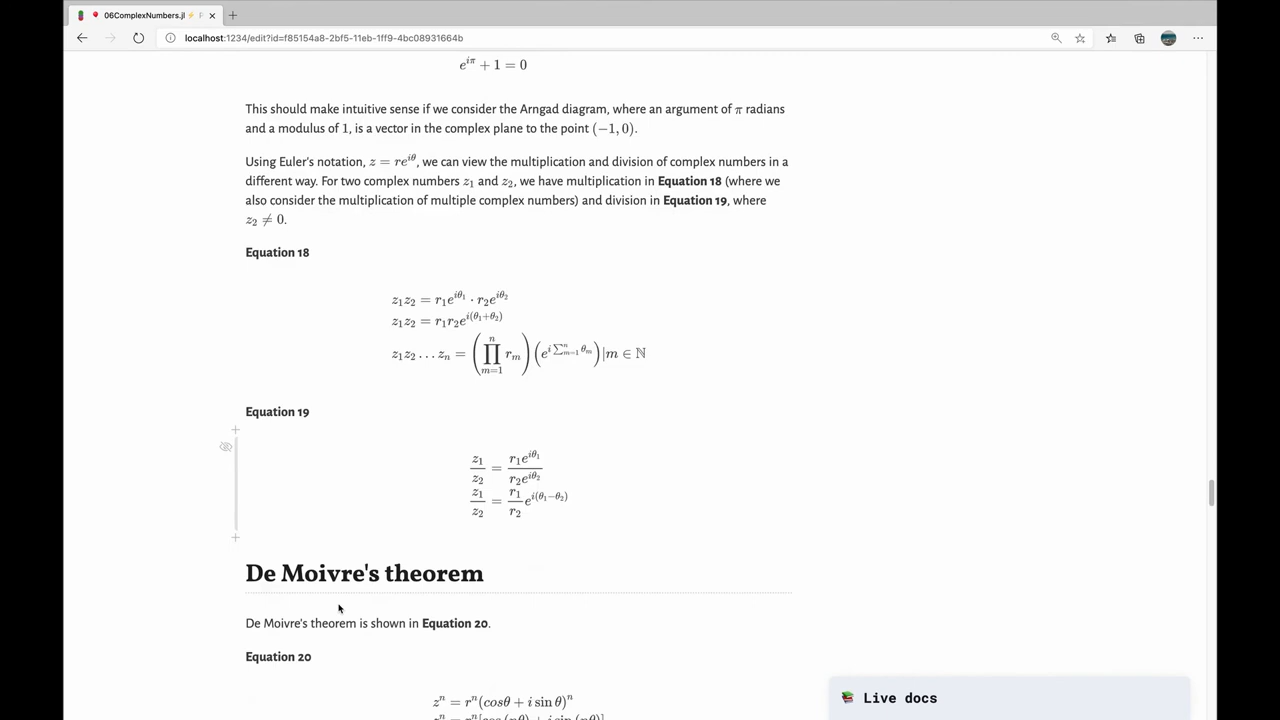 06ComplexNumbers.jl ⚡ F
localhost:1234/edit?id=f85154a8-2bf5-11eb-1ff9-4bc08931664b
e^{iπ} + 1 = 0
This should make intuitive sense if we consider the Arngad diagram, where an argument of π radians
and a modulus of 1, is a vector in the complex plane to the point (−1, 0).
Using Euler's notation, z = re^{iθ}, we can view the multiplication and division of complex numbers in a
different way. For two complex numbers z₁ and z₂, we have multiplication in Equation 18 (where we
also consider the multiplication of multiple complex numbers) and division in Equation 19, where
z₂ ≠ 0.
Equation 18
z₁z₂ = r₁e^{iθ₁} · r₂e^{iθ₂}
z₁z₂ = r₁r₂e^{i(θ₁+θ₂)}
z₁z₂ … zₙ = (∏_{m=1}^{n} r_m) (e^{i ∑_{m=1}^{n} θ_m}) | m ∈ ℕ
Equation 19
z₁/z₂ = r₁e^{iθ₁}/r₂e^{iθ₂}
z₁/z₂ = r₁/r₂ e^{i(θ₁−θ₂)}
De Moivre's theorem
De Moivre's theorem is shown in Equation 20.
Equation 20
zⁿ = rⁿ(cosθ + i sin θ)ⁿ
zⁿ = rⁿ[cos (nθ) + i sin (nθ)]
Live docs